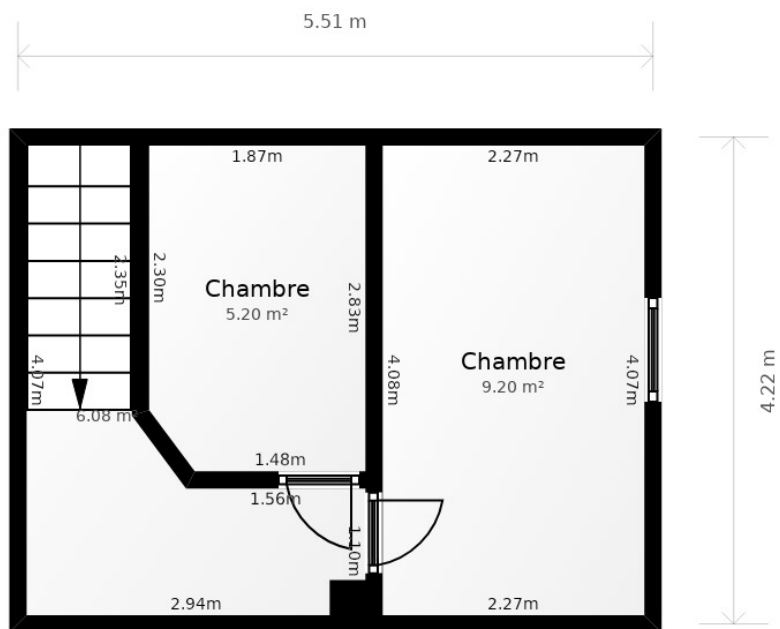 5.51 m
1.87m
2.27m
2.35m
2.30m
Chambre
5.20 m²
2.83m
4.22 m
Chambre
9.20 m²
4.07m
4.08m
4.07m
6.08 m²
1.48m
1.56m
1.10m
2.94m
2.27m